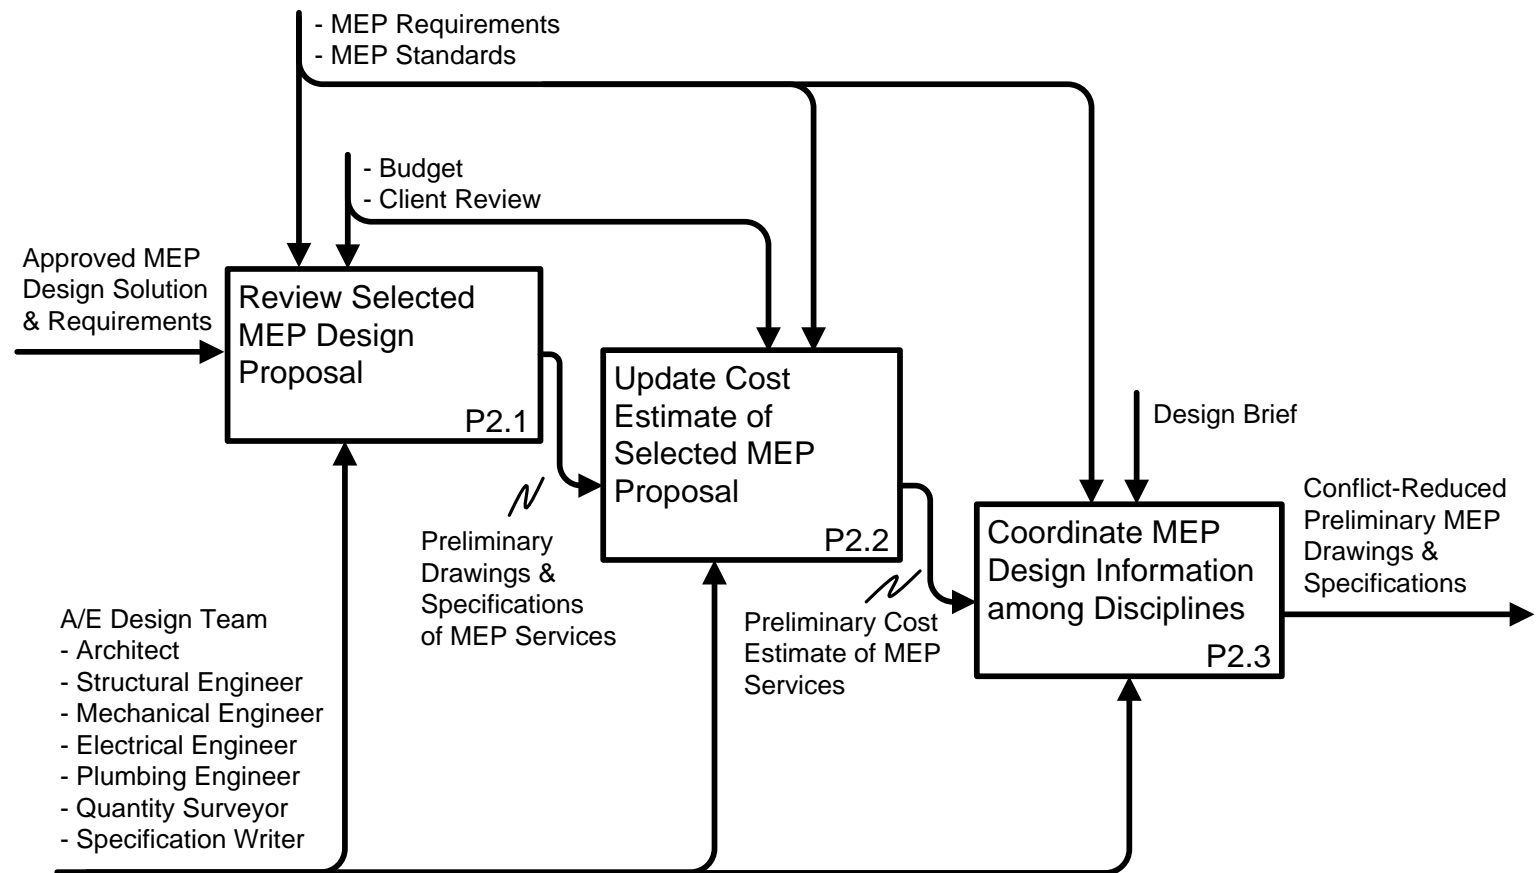 - MEP Requirements
- MEP Standards
- Budget
- Client Review
Approved MEP
Design Solution
& Requirements
Review Selected
MEP Design
Proposal
P2.1
Update Cost
Estimate of
Selected MEP
Proposal
P2.2
Design Brief
Coordinate MEP
Design Information
among Disciplines
P2.3
Conflict-Reduced
Preliminary MEP
Drawings &
Specifications
Preliminary
Drawings &
Specifications
of MEP Services
Preliminary Cost
Estimate of MEP
Services
A/E Design Team
- Architect
- Structural Engineer
- Mechanical Engineer
- Electrical Engineer
- Plumbing Engineer
- Quantity Surveyor
- Specification Writer